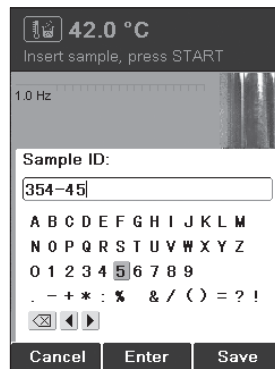 42.0 °C
Insert sample, press START
1.0 Hz
Sample ID:
354-45
A B C D E F G H I J K L M
N O P Q R S T U V W X Y Z
0 1 2 3 4 5 6 7 8 9
. - + * : % & / ( ) = ? !
Cancel Enter Save